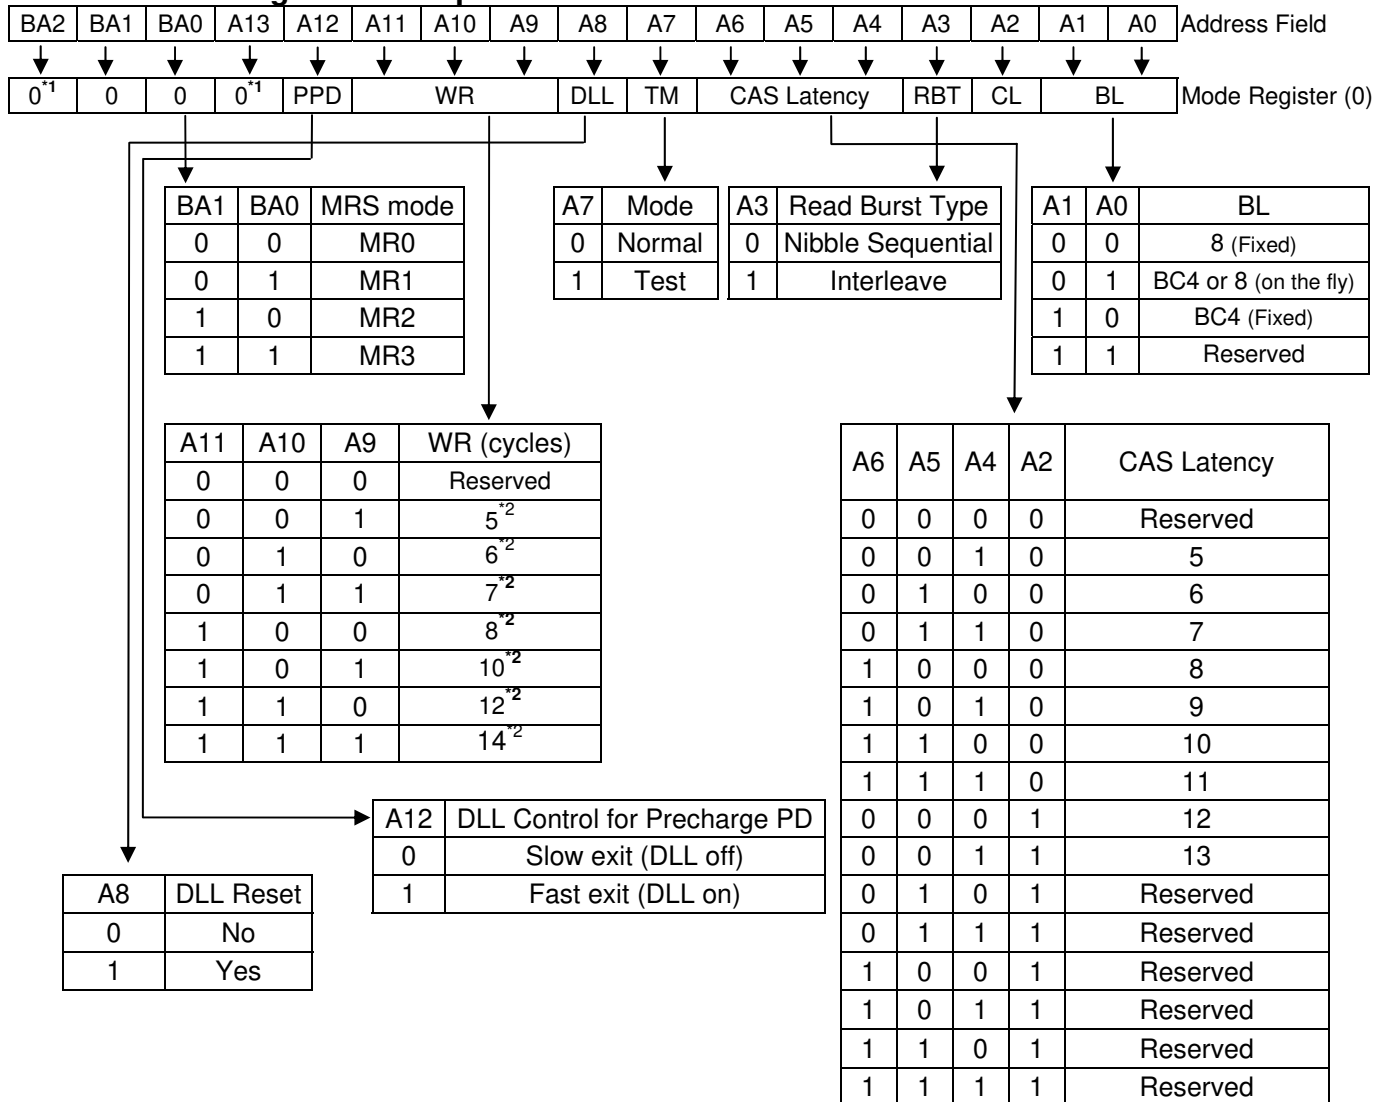 BA2 BA1 BA0 A13 A12 A11 A10 A9 A8 A7 A6 A5 A4 A3 A2 A1 A0 Address Field
0*1 0 0 0*1 PPD WR DLL TM CAS Latency RBT CL BL Mode Register (0)
BA1 BA0 MRS mode
0 0 MR0
0 1 MR1
1 0 MR2
1 1 MR3
A7 Mode
0 Normal
1 Test
A3 Read Burst Type
0 Nibble Sequential
1 Interleave
A1 A0 BL
0 0 8 (Fixed)
0 1 BC4 or 8 (on the fly)
1 0 BC4 (Fixed)
1 1 Reserved
A11 A10 A9 WR (cycles)
0 0 0 Reserved
0 0 1 5*2
0 1 0 6*2
0 1 1 7*2
1 0 0 8*2
1 0 1 10*2
1 1 0 12*2
1 1 1 14*2
A6 A5 A4 A2 CAS Latency
0 0 0 0 Reserved
0 0 1 0 5
0 1 0 0 6
0 1 1 0 7
1 0 0 0 8
1 0 1 0 9
1 1 0 0 10
1 1 1 0 11
0 0 0 1 12
0 0 1 1 13
0 1 0 1 Reserved
0 1 1 1 Reserved
1 0 0 1 Reserved
1 0 1 1 Reserved
1 1 0 1 Reserved
1 1 1 1 Reserved
A12 DLL Control for Precharge PD
0 Slow exit (DLL off)
1 Fast exit (DLL on)
A8 DLL Reset
0 No
1 Yes